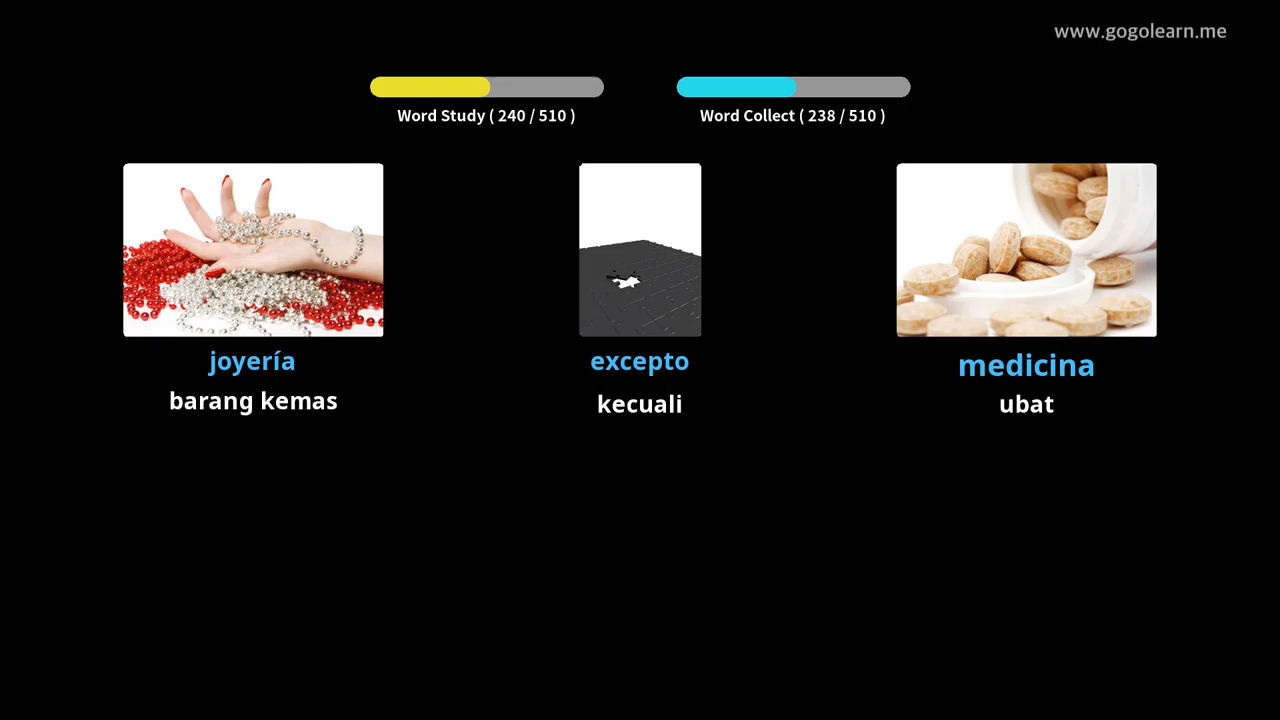 www.gogolearn.me
Word Study ( 240 / 510 )
Word Collect ( 238 / 510 )
joyería
excepto
medicina
barang kemas
kecuali
ubat